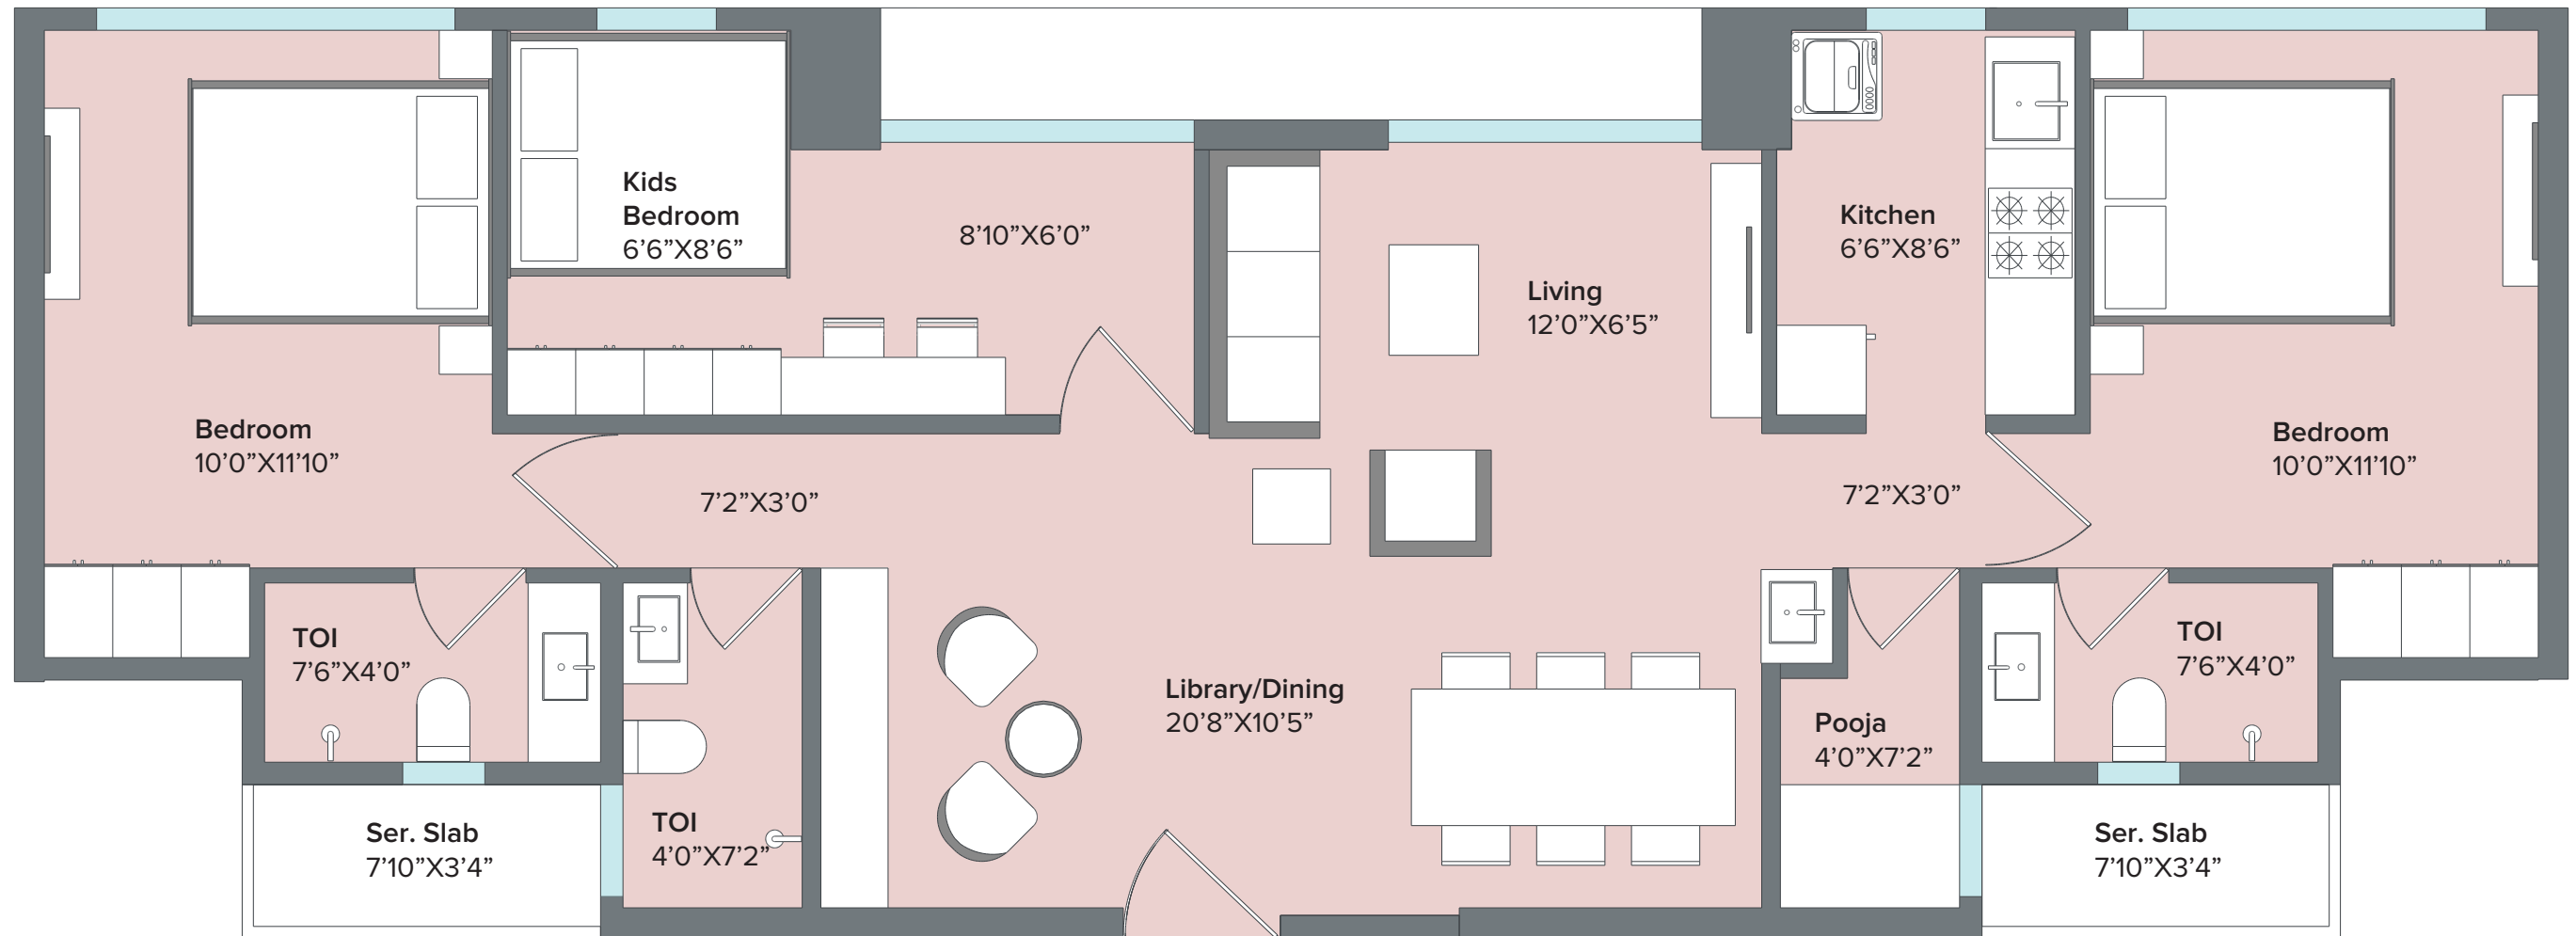 Kids
Bedroom
6’6”X8’6”
8’10”X6’0”
Living
12’0”X6’5”
Kitchen
6’6”X8’6”
Bedroom
10’0”X11’10”
Bedroom
10’0”X11’10”
7’2”X3’0”
7’2”X3’0”
TOI
7’6”X4’0”
TOI
7’6”X4’0”
Library/Dining
20’8”X10’5”
Pooja
4’0”X7’2”
Ser. Slab
7’10”X3’4”
TOI
4’0”X7’2”
Ser. Slab
7’10”X3’4”